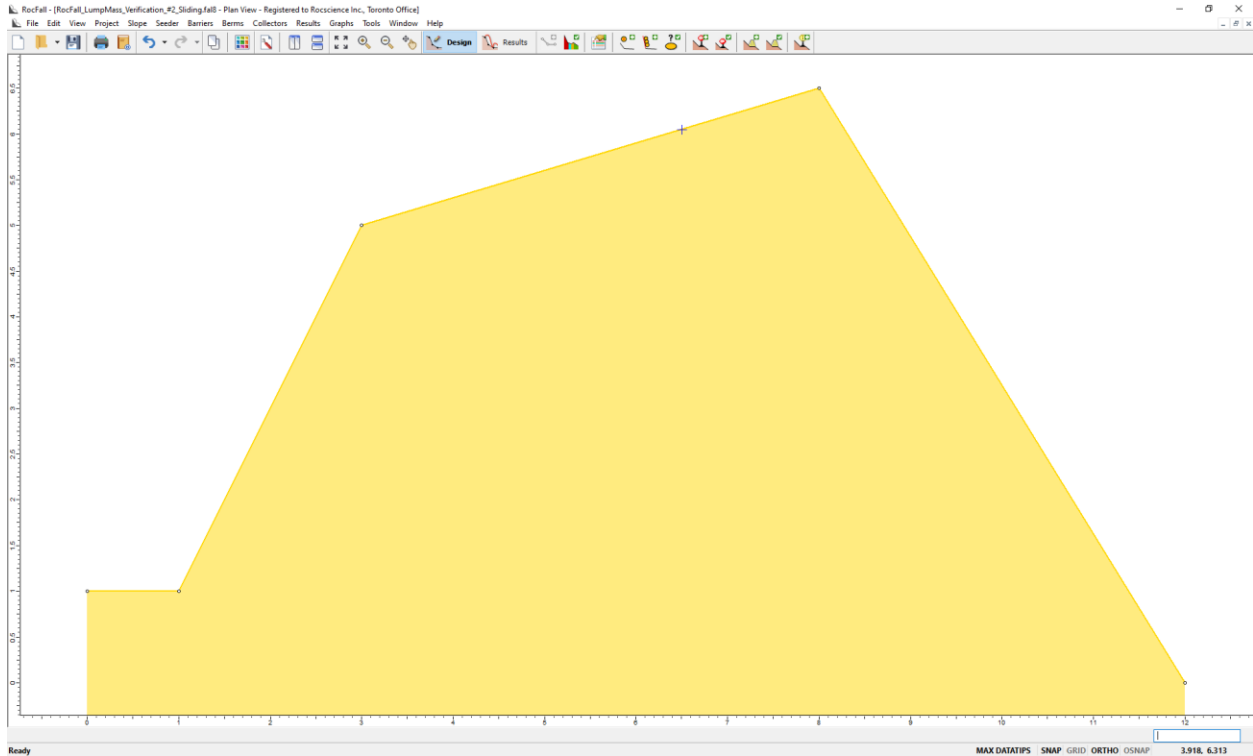 RocFall - [RocFall_LumpMass_Verification_#2_Sliding.fal8 - Plan View - Registered to Rocscience Inc., Toronto Office]
File Edit View Project Slope Seeder Barriers Berms Collectors Results Graphs Tools Window Help
Design Results
6.5
6
5.5
5
4.5
4
3.5
3
2.5
2
1.5
1
0.5
0
0 1 2 3 4 5 6 7 8 9 10 11 12
Ready MAX DATATIPS SNAP GRID ORTHO OSNAP 3.918, 6.313